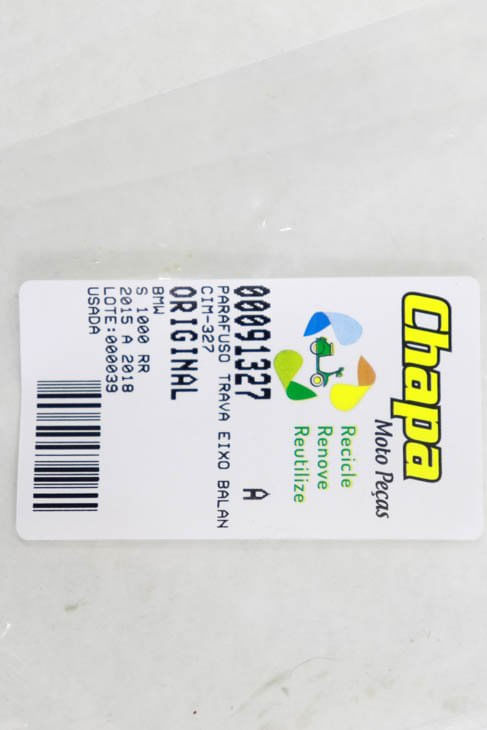 Chapa
Moto Peças
Recicle
Renove
Reutilize
00091327 A
PARAFUSO TRAVA EIXO BALAN
CIM-327
ORIGINAL
BMW
S 1000 RR
2015 A 2018
LOTE:000039
USADA